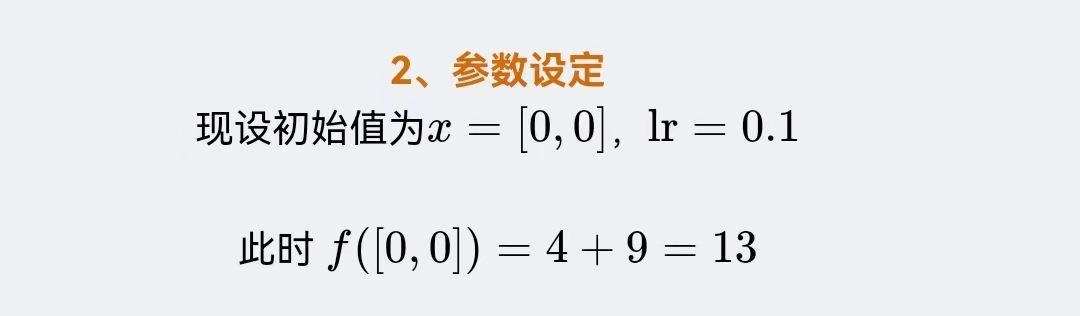 2、参数设定
现设初始值为x = [0, 0]，lr = 0.1
此时 f([0, 0]) = 4 + 9 = 13